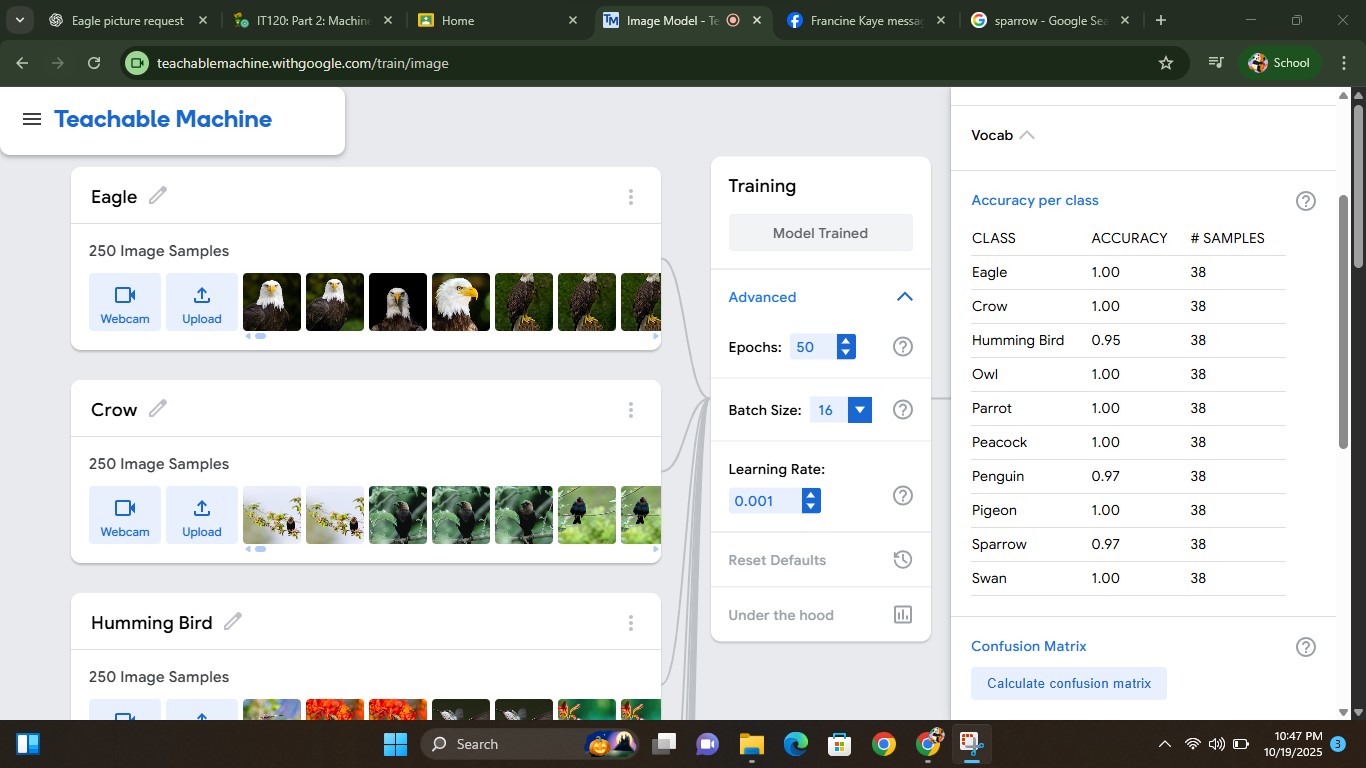 Eagle picture request
IT120: Part 2: Machine
Home
Image Model - Te
Francine Kaye messa
sparrow - Google Sea
teachablemachine.withgoogle.com/train/image
School
Teachable Machine
Eagle
250 Image Samples
Webcam
Upload
Crow
250 Image Samples
Webcam
Upload
Humming Bird
250 Image Samples
Training
Model Trained
Advanced
Epochs: 50
Batch Size: 16
Learning Rate:
0.001
Reset Defaults
Under the hood
Vocab
Accuracy per class
CLASS ACCURACY # SAMPLES
Eagle 1.00 38
Crow 1.00 38
Humming Bird 0.95 38
Owl 1.00 38
Parrot 1.00 38
Peacock 1.00 38
Penguin 0.97 38
Pigeon 1.00 38
Sparrow 0.97 38
Swan 1.00 38
Confusion Matrix
Calculate confusion matrix
Search
10:47 PM
10/19/2025
3